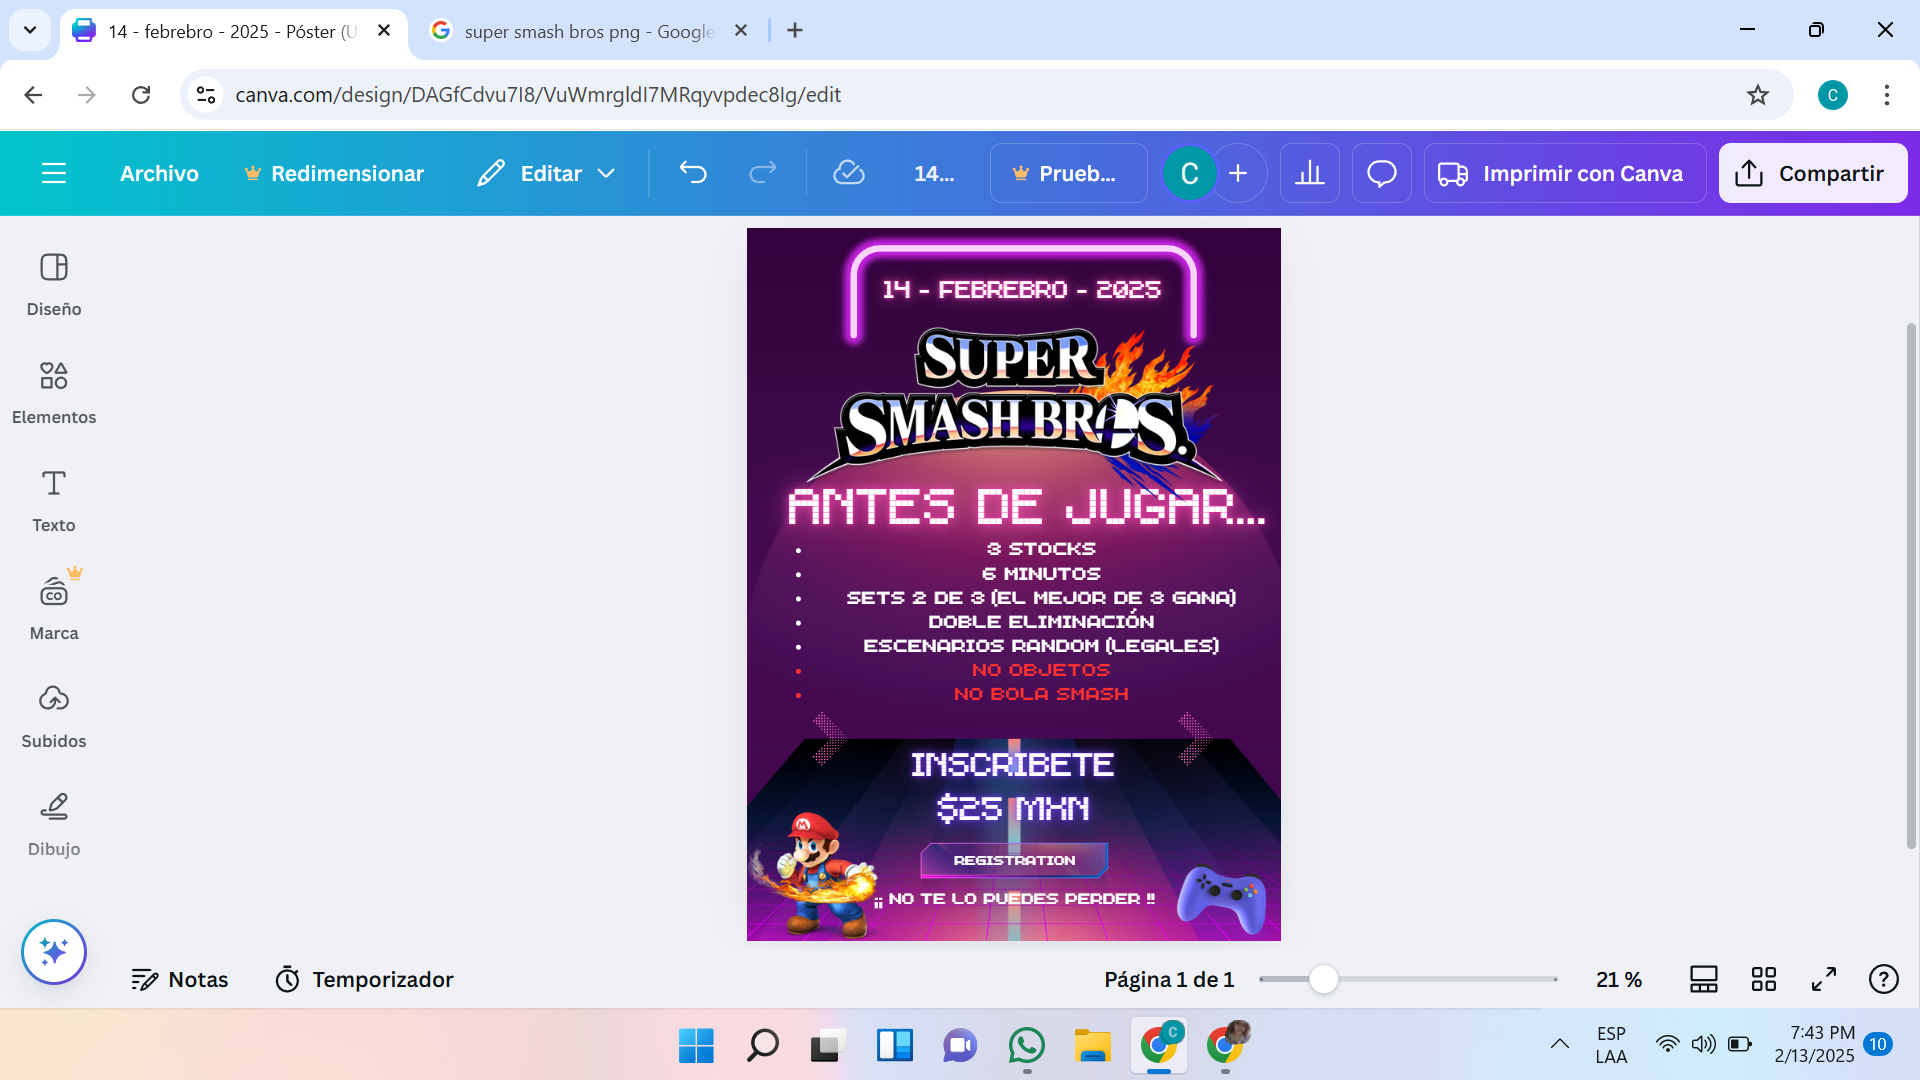 14 - febrebro - 2025 - Póster (U
super smash bros png - Google
canva.com/design/DAGfCdvu7I8/VuWmrgIdI7MRqyvpdec8Ig/edit
C
Archivo
Redimensionar
Editar
14...
Prueb...
C
+
Imprimir con Canva
Compartir
Diseño
Elementos
Texto
CO
Marca
Subidos
Dibujo
14 - FEBREBRO - 2025
SUPER
SMASH BROS.
ANTES DE JUGAR...
• 3 STOCKS
• 6 MINUTOS
• SETS 2 DE 3 (EL MEJOR DE 3 GANA)
• DOBLE ELIMINACIÓN
• ESCENARIOS RANDOM (LEGALES)
• NO OBJETOS
• NO BOLA SMASH
INSCRIBETE
$25 MXN
M
REGISTRATION
¡¡ NO TE LO PUEDES PERDER !!
Notas
Temporizador
Página 1 de 1
21 %
C
ESP
LAA
7:43 PM
2/13/2025
10